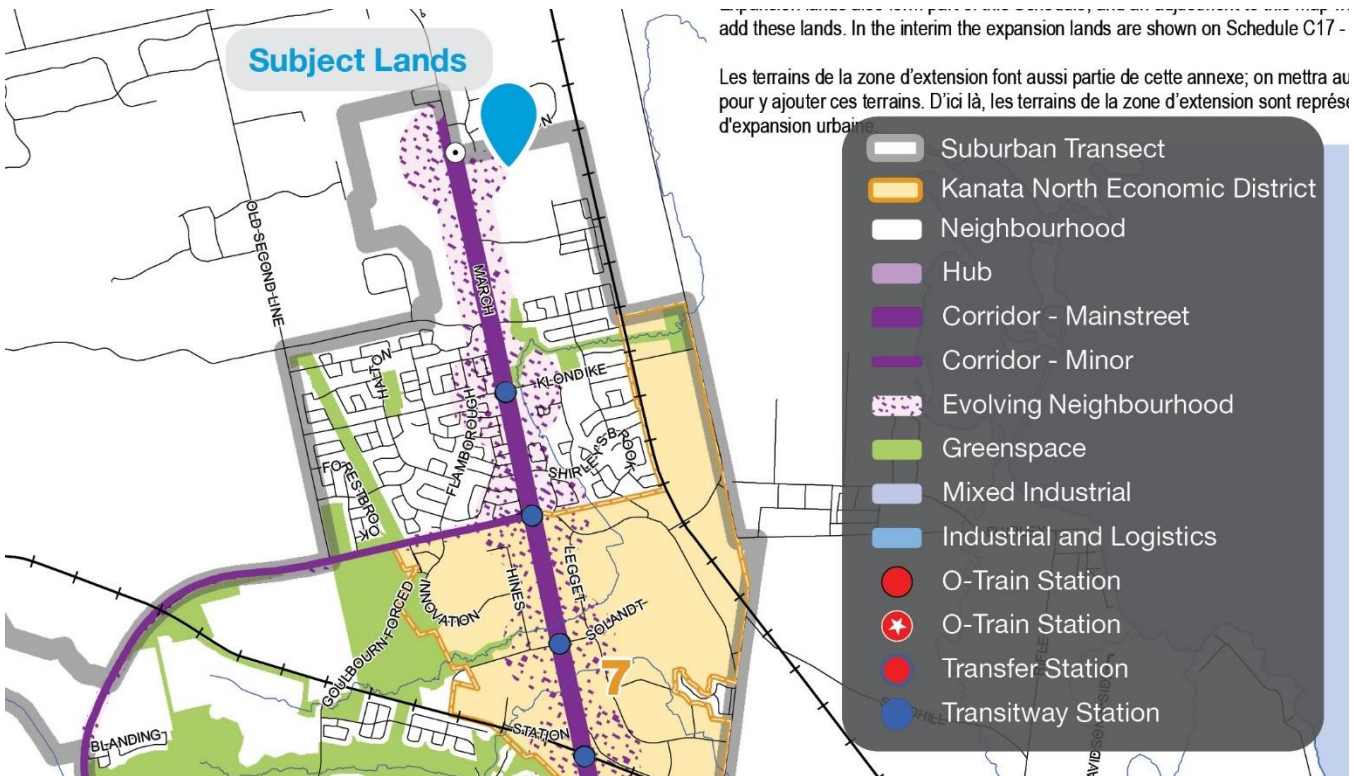 add these lands. In the interim the expansion lands are shown on Schedule C17 -
Les terrains de la zone d'extension font aussi partie de cette annexe; on mettra au
pour y ajouter ces terrains. D'ici là, les terrains de la zone d'extension sont représe
d'expansion urbaine.
Subject Lands
Suburban Transect
Kanata North Economic District
Neighbourhood
Hub
Corridor - Mainstreet
Corridor - Minor
Evolving Neighbourhood
Greenspace
Mixed Industrial
Industrial and Logistics
O-Train Station
O-Train Station
Transfer Station
Transitway Station
OLD-SECOND-LINE
MARCH
HALTON
KLONDIKE
FLAMBOROUGH
SHIRLEY'S-BROOK
FORESTBROOK
HINES
LEGGET
INNOVATION
SOLANDT
GOULBOURN-FORCED
7
STATION
BLANDING